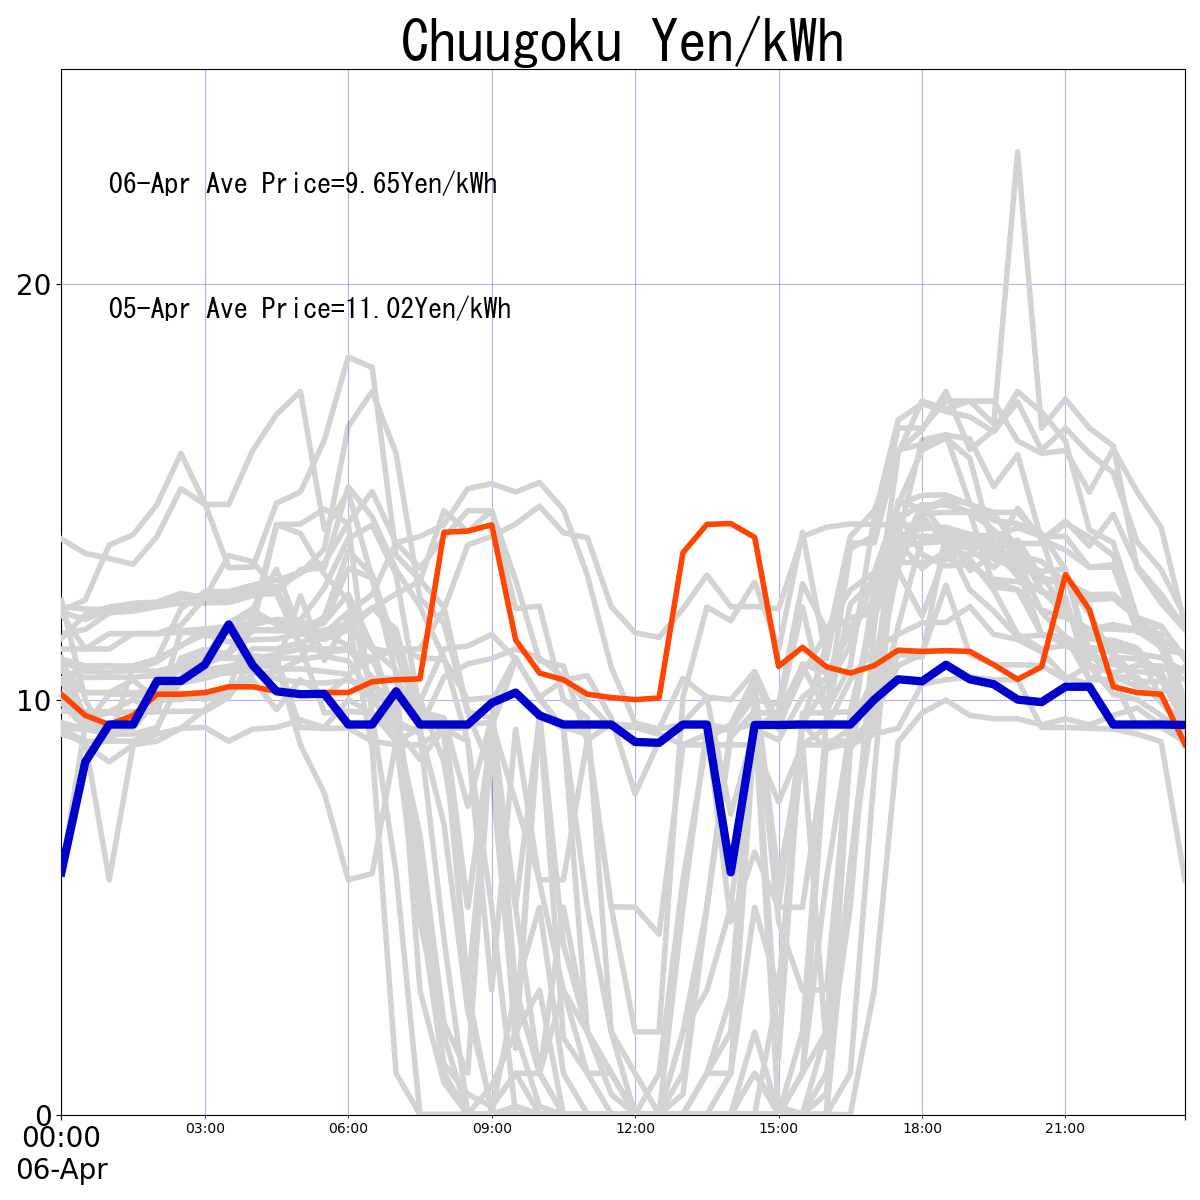 Chuugoku Yen/kWh
06-Apr Ave Price=9.65Yen/kWh
20
05-Apr Ave Price=11.02Yen/kWh
10
0
00:00 03:00 06:00 09:00 12:00 15:00 18:00 21:00
06-Apr